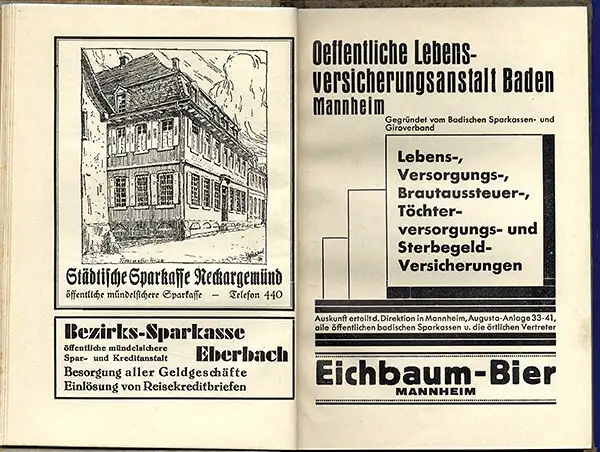 Städtische Sparkasse Neckargemünd
öffentliche mündelsichere Sparkasse — Telefon 440
Bezirks-Sparkasse
öffentliche mündelsichere
Spar- und Kreditanstalt
Eberbach
Besorgung aller Geldgeschäfte
Einlösung von Reisekreditbriefen
Oeffentliche Lebens-
versicherungsanstalt Baden
Mannheim
Gegründet vom Badischen Sparkassen- und
Giroverband
Lebens-,
Versorgungs-,
Brautaussteuer-,
Töchter-
versorgungs- und
Sterbegeld-
Versicherungen
Auskunft erteilt d. Direktion in Mannheim, Augusta-Anlage 33-41,
alle öffentlichen badischen Sparkassen u. die örtlichen Vertreter
Eichbaum-Bier
MANNHEIM